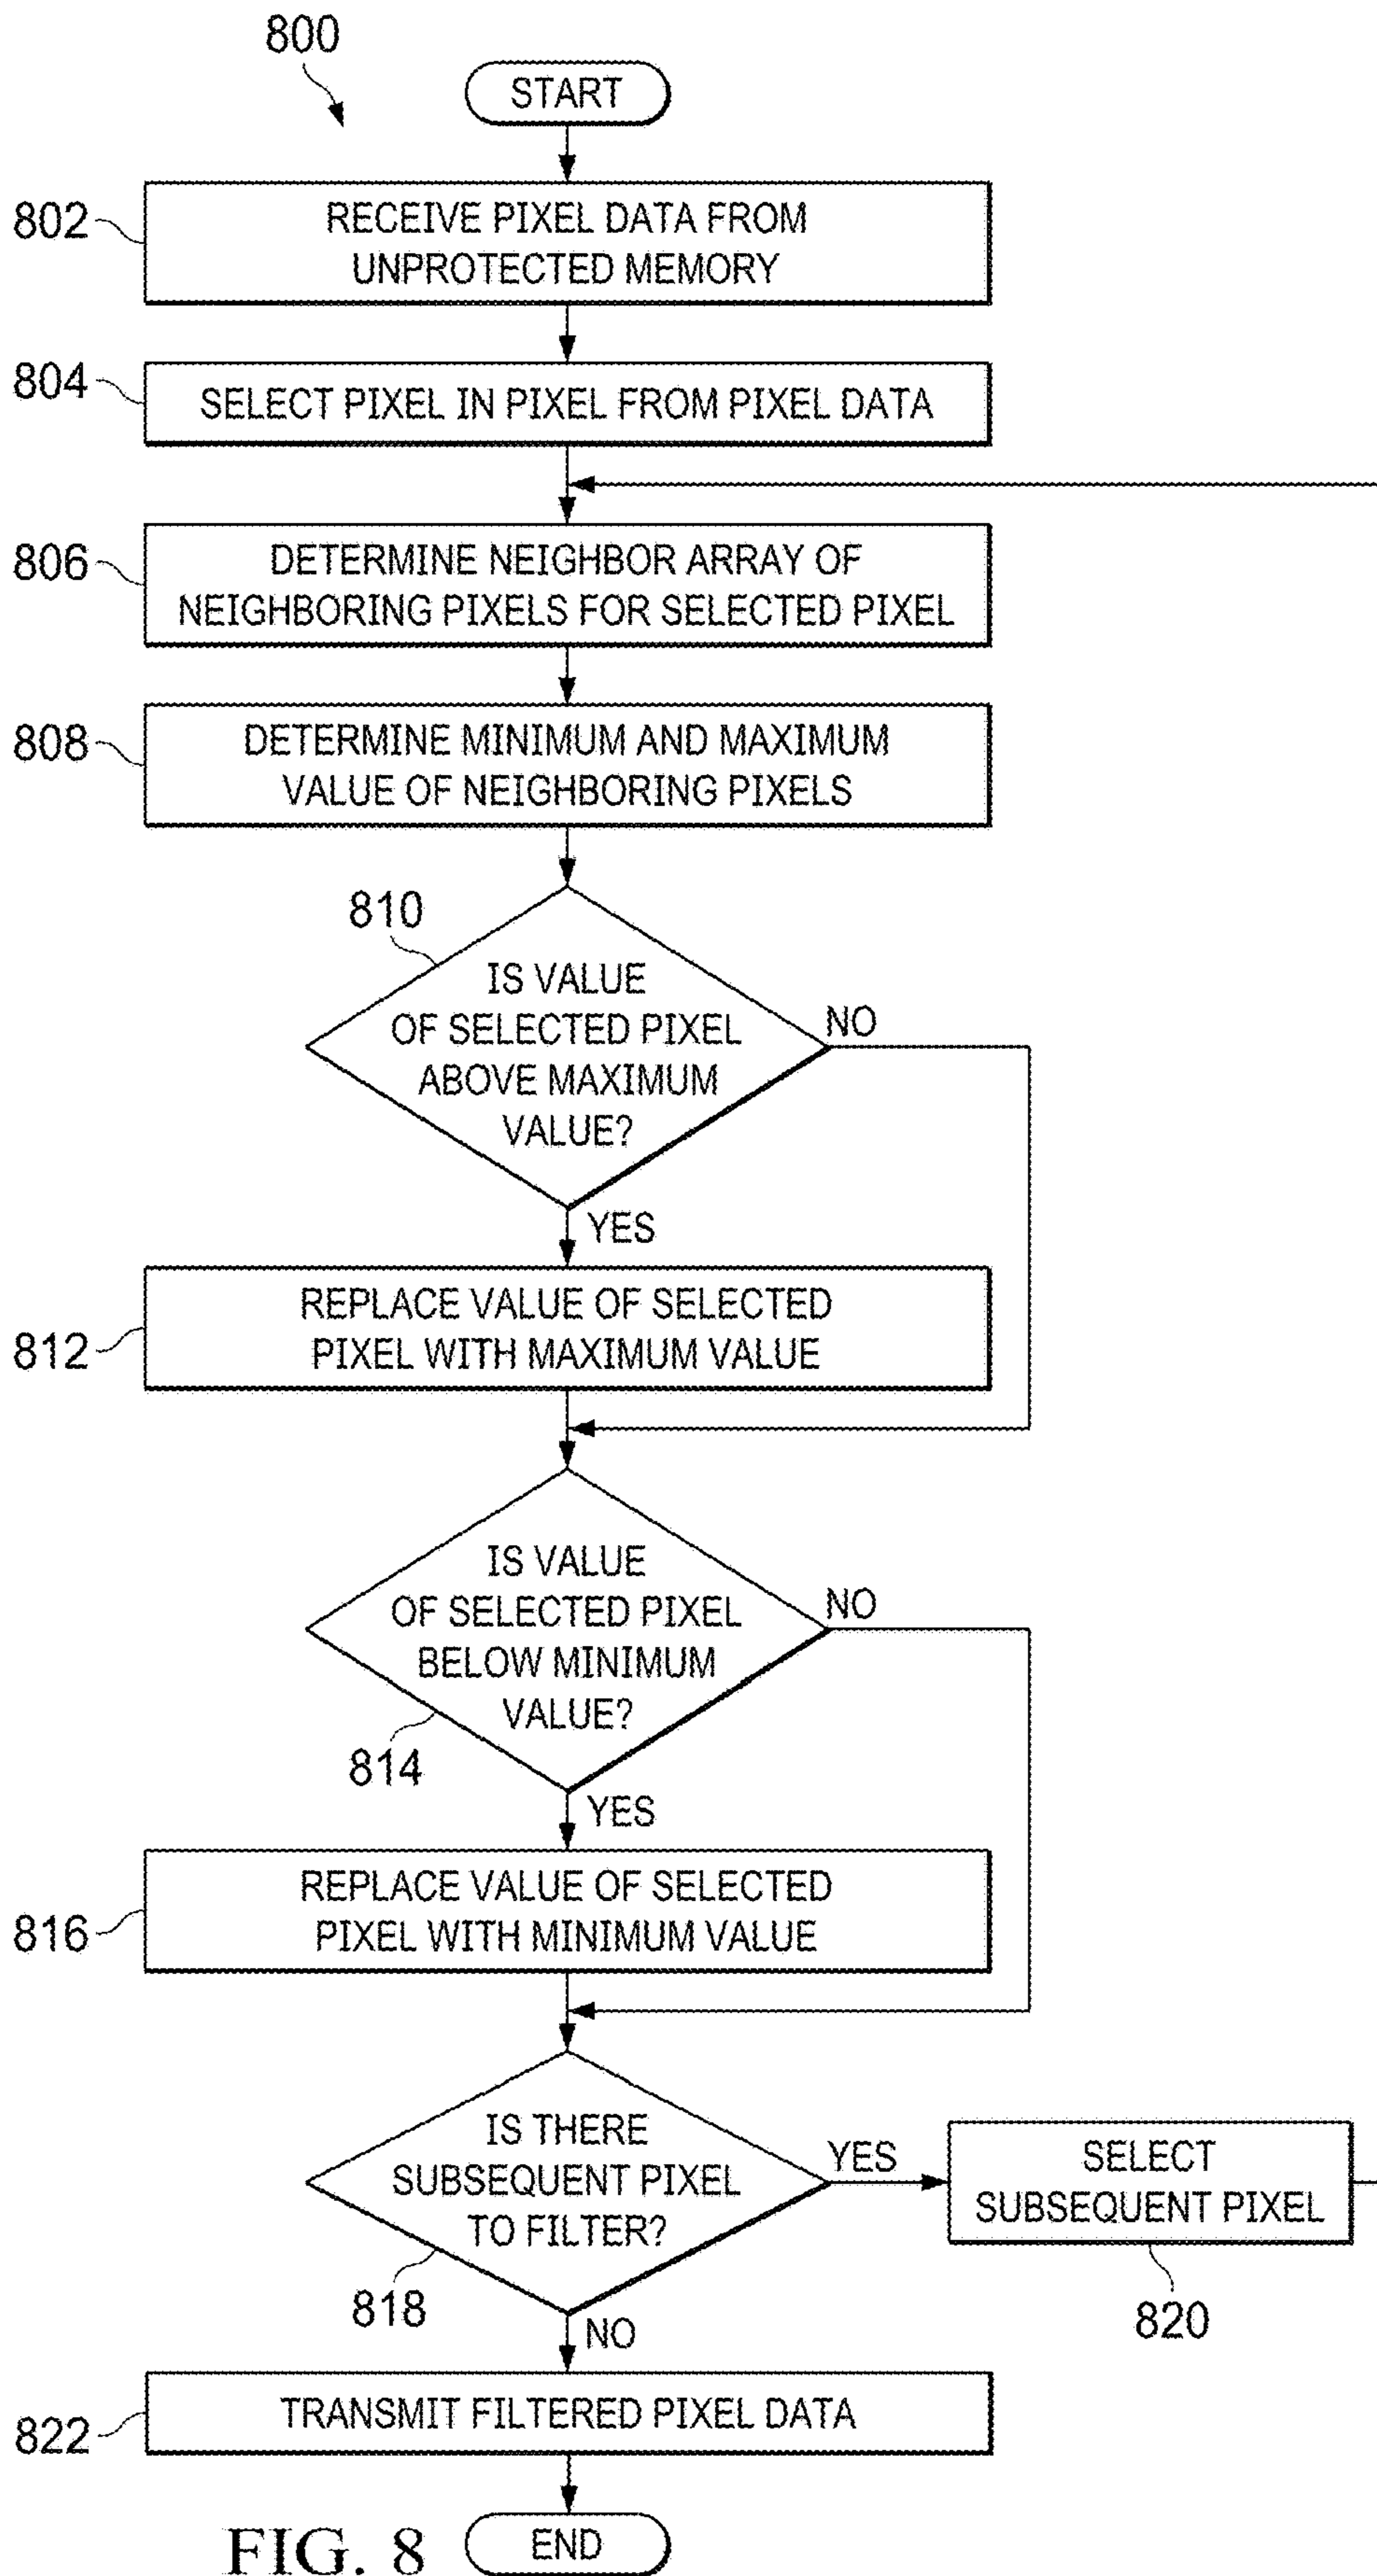 800
START
802
RECEIVE PIXEL DATA FROM
UNPROTECTED MEMORY
804
SELECT PIXEL IN PIXEL FROM PIXEL DATA
806
DETERMINE NEIGHBOR ARRAY OF
NEIGHBORING PIXELS FOR SELECTED PIXEL
808
DETERMINE MINIMUM AND MAXIMUM
VALUE OF NEIGHBORING PIXELS
810
IS VALUE
OF SELECTED PIXEL
ABOVE MAXIMUM
VALUE?
NO
YES
812
REPLACE VALUE OF SELECTED
PIXEL WITH MAXIMUM VALUE
IS VALUE
OF SELECTED PIXEL
BELOW MINIMUM
VALUE?
NO
814
YES
816
REPLACE VALUE OF SELECTED
PIXEL WITH MINIMUM VALUE
IS THERE
SUBSEQUENT PIXEL
TO FILTER?
YES
SELECT
SUBSEQUENT PIXEL
818
820
NO
822
TRANSMIT FILTERED PIXEL DATA
FIG. 8
END